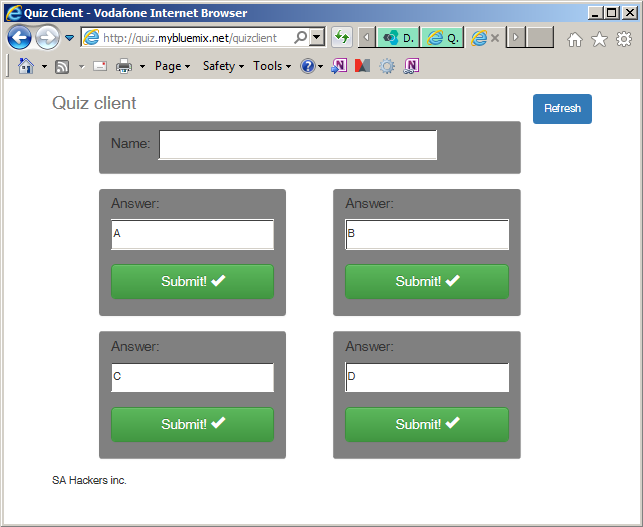 Quiz Client - Vodafone Internet Browser
http://quiz.mybluemix.net/quizclient
D.
Q.
Page Safety Tools
Quiz client
Refresh
Name:
Answer: Answer:
A B
Submit! Submit!
Answer: Answer:
C D
Submit! Submit!
SA Hackers inc.